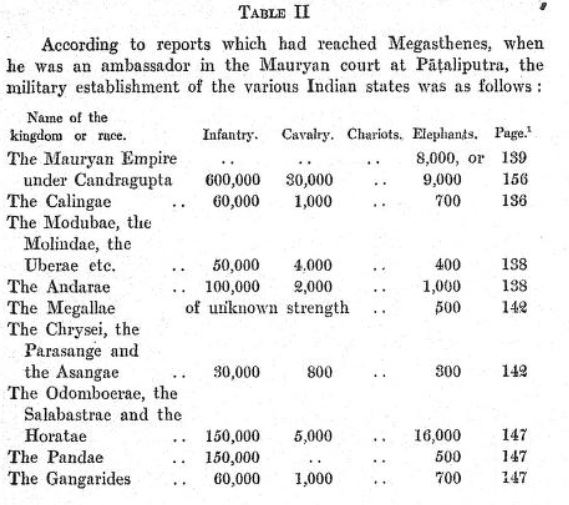 TABLE II
According to reports which had reached Megasthenes, when
he was an ambassador in the Mauryan court at Pāṭaliputra, the
military establishment of the various Indian states was as follows :
Name of the
kingdom or race. Infantry. Cavalry. Chariots. Elephants. Page.¹
The Mauryan Empire .. .. .. 8,000, or 139
under Candragupta 600,000 30,000 .. 9,000 156
The Calingae .. 60,000 1,000 .. 700 136
The Modubae, the
Molindae, the
Uberae etc. .. 50,000 4,000 .. 400 138
The Andarae .. 100,000 2,000 .. 1,000 138
The Megallae of unknown strength .. 500 142
The Chrysei, the
Parasange and
the Asangae .. 30,000 800 .. 300 142
The Odomboerae, the
Salabastrae and the
Horatae .. 150,000 5,000 .. 16,000 147
The Pandae .. 150,000 .. .. 500 147
The Gangarides .. 60,000 1,000 .. 700 147